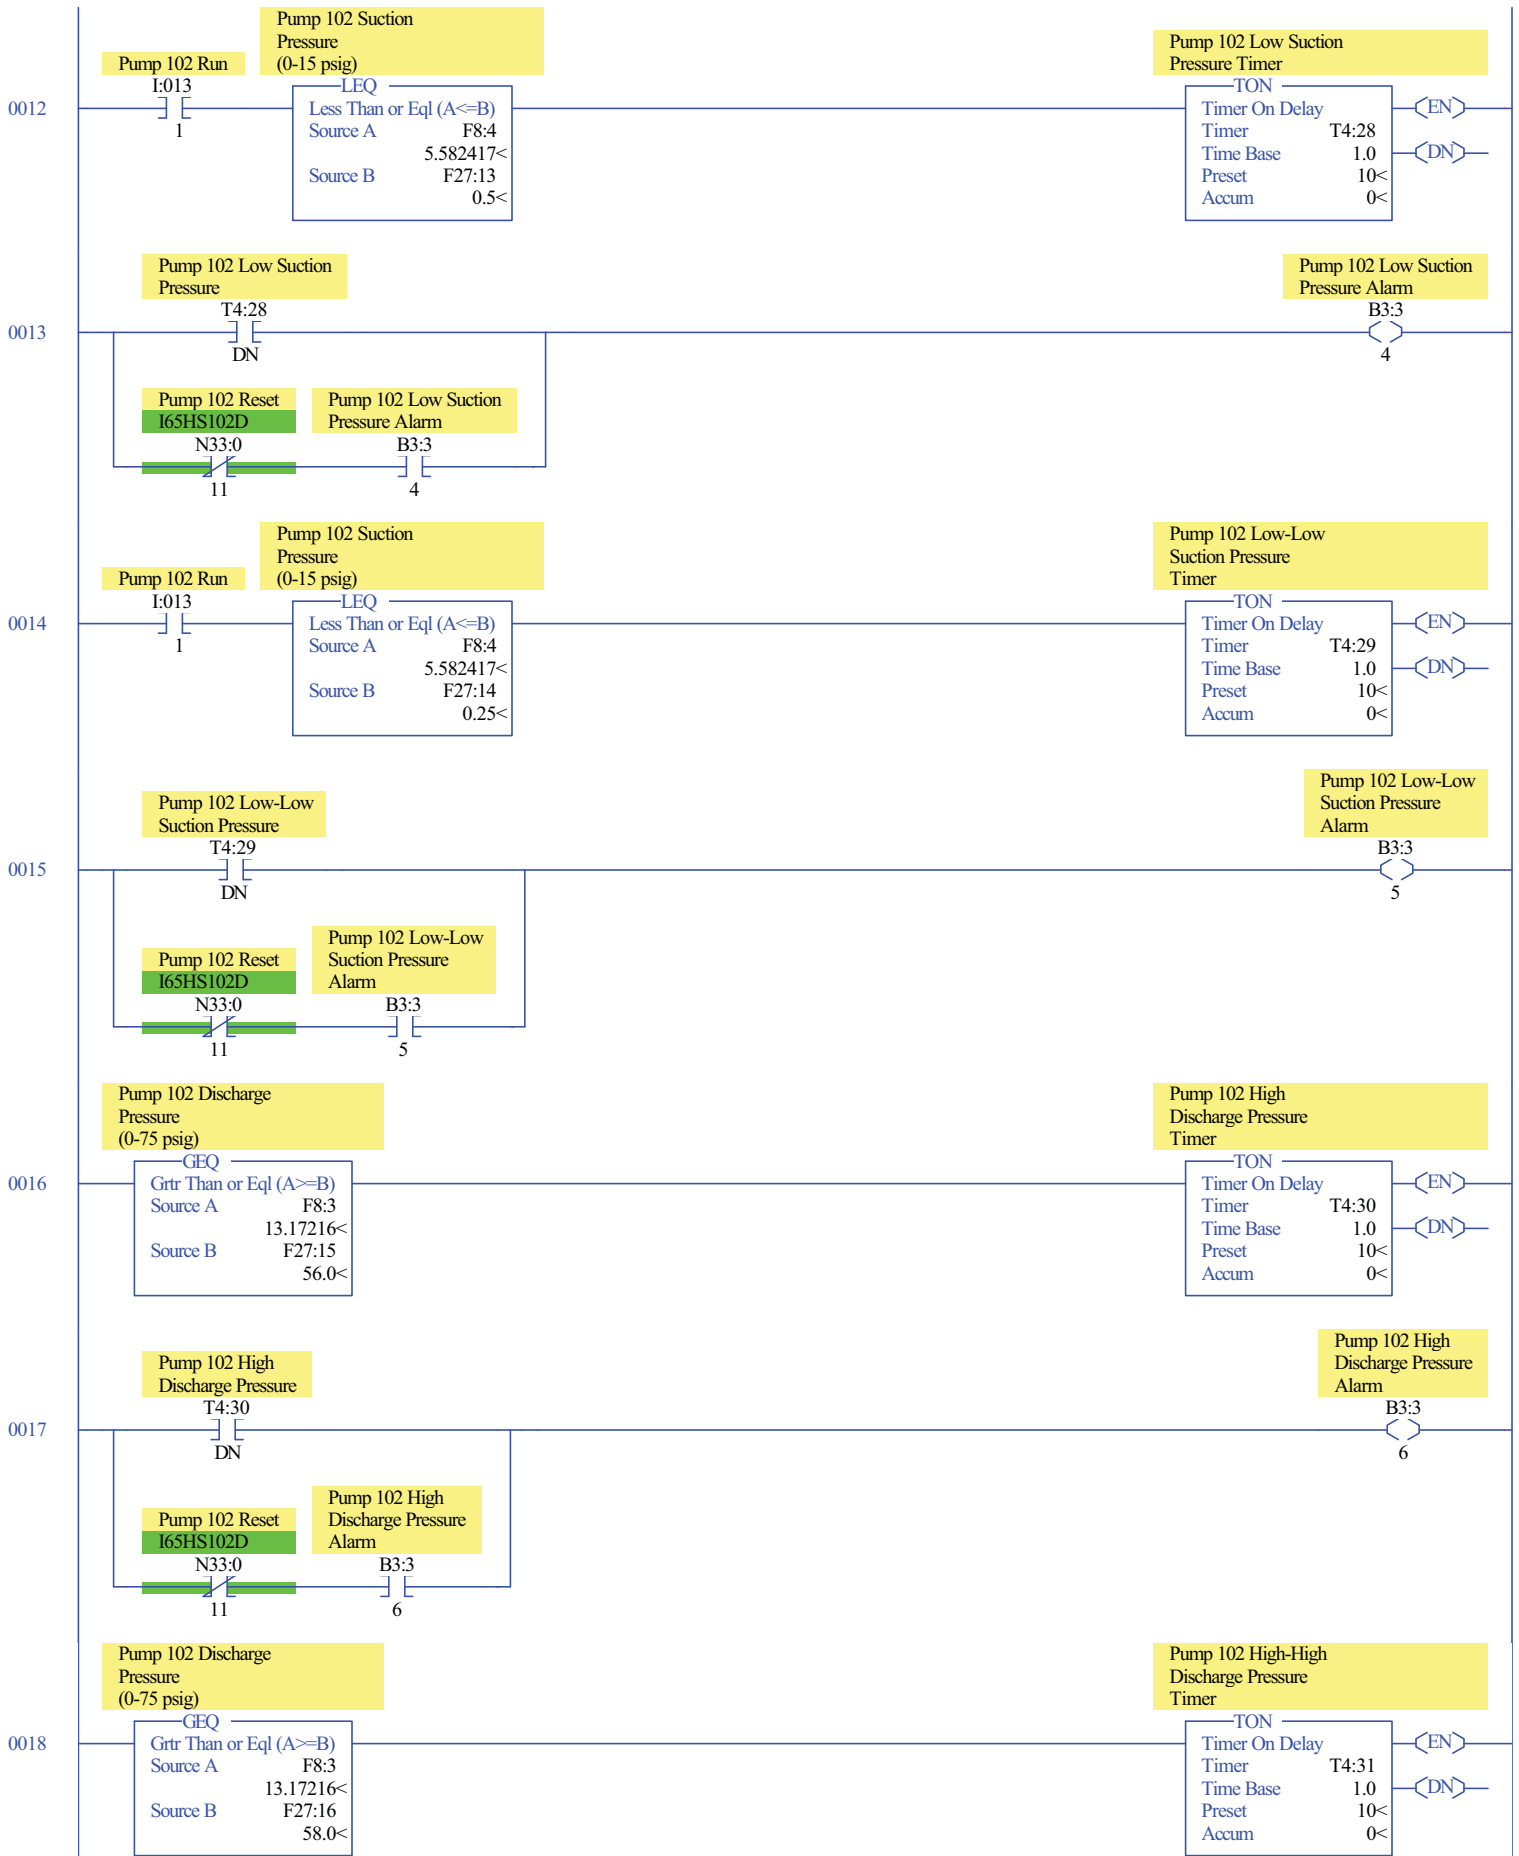 Pump 102 Suction
Pressure
(0-15 psig)
Pump 102 Run
I:013
1
0012
LEQ
Less Than or Eql (A<=B)
Source A F8:4
5.582417<
Source B F27:13
0.5<
Pump 102 Low Suction
Pressure Timer
TON
Timer On Delay
Timer T4:28
Time Base 1.0
Preset 10<
Accum 0<
EN
DN
Pump 102 Low Suction
Pressure
T4:28
DN
0013
Pump 102 Low Suction
Pressure Alarm
B3:3
4
Pump 102 Reset
I65HS102D
N33:0
11
Pump 102 Low Suction
Pressure Alarm
B3:3
4
Pump 102 Suction
Pressure
(0-15 psig)
Pump 102 Run
I:013
1
0014
LEQ
Less Than or Eql (A<=B)
Source A F8:4
5.582417<
Source B F27:14
0.25<
Pump 102 Low-Low
Suction Pressure
Timer
TON
Timer On Delay
Timer T4:29
Time Base 1.0
Preset 10<
Accum 0<
EN
DN
Pump 102 Low-Low
Suction Pressure
T4:29
DN
0015
Pump 102 Low-Low
Suction Pressure
Alarm
B3:3
5
Pump 102 Reset
I65HS102D
N33:0
11
Pump 102 Low-Low
Suction Pressure
Alarm
B3:3
5
Pump 102 Discharge
Pressure
(0-75 psig)
0016
GEQ
Grtr Than or Eql (A>=B)
Source A F8:3
13.17216<
Source B F27:15
56.0<
Pump 102 High
Discharge Pressure
Timer
TON
Timer On Delay
Timer T4:30
Time Base 1.0
Preset 10<
Accum 0<
EN
DN
Pump 102 High
Discharge Pressure
T4:30
DN
0017
Pump 102 High
Discharge Pressure
Alarm
B3:3
6
Pump 102 Reset
I65HS102D
N33:0
11
Pump 102 High
Discharge Pressure
Alarm
B3:3
6
Pump 102 Discharge
Pressure
(0-75 psig)
0018
GEQ
Grtr Than or Eql (A>=B)
Source A F8:3
13.17216<
Source B F27:16
58.0<
Pump 102 High-High
Discharge Pressure
Timer
TON
Timer On Delay
Timer T4:31
Time Base 1.0
Preset 10<
Accum 0<
EN
DN